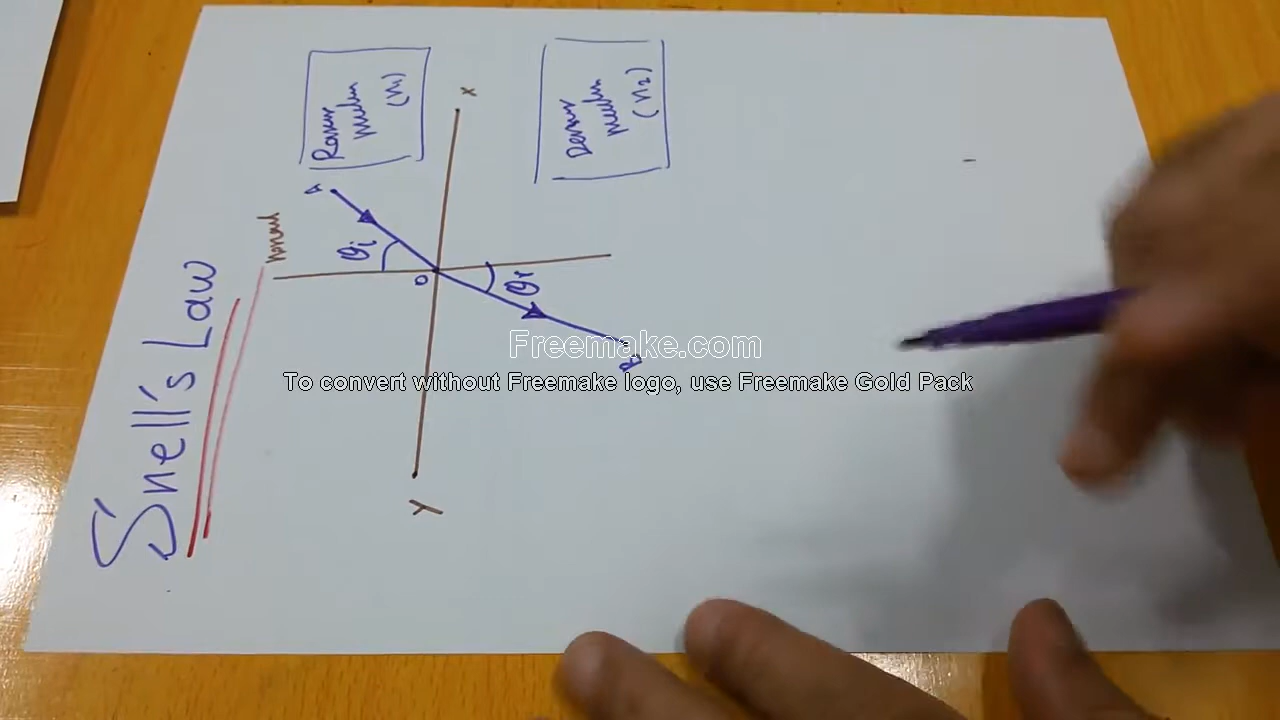 Snell's Law
normal
Rarer
medium
(n₁)
Denser
medium
(n₂)
A
θi
O
θr
B
X
Y
Freemake.com
To convert without Freemake logo, use Freemake Gold Pack